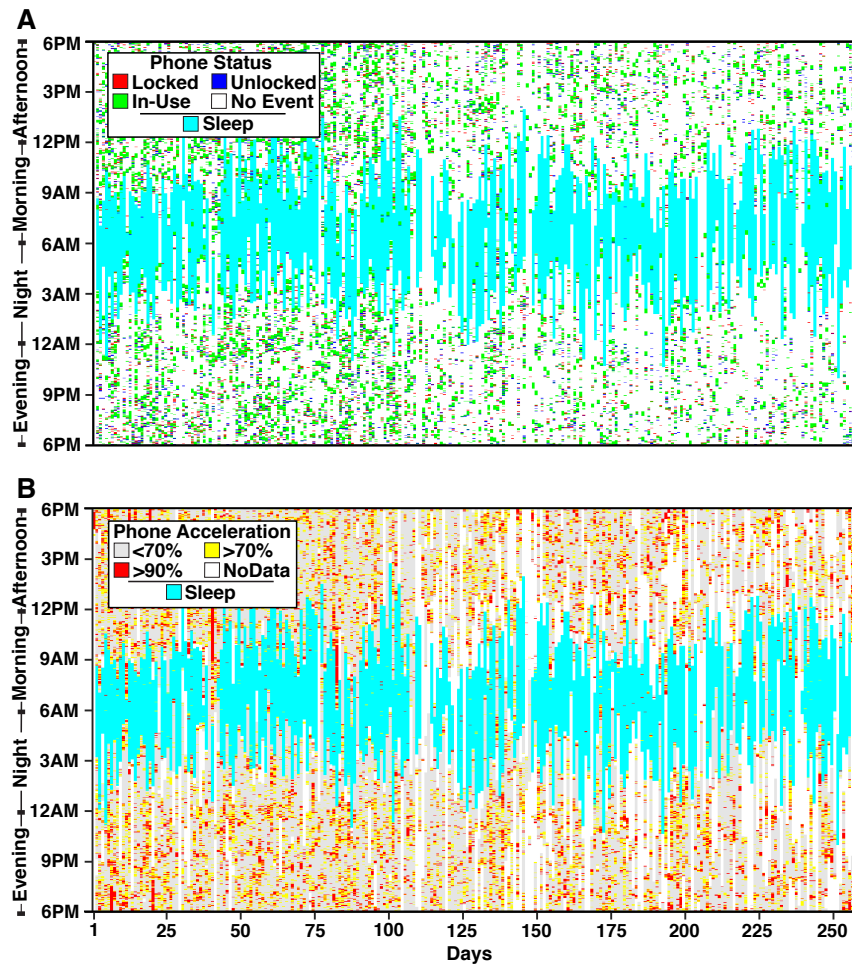 A
6PM
3PM
12PM
9AM
6AM
3AM
12AM
9PM
6PM
Evening
Night
Morning
Afternoon
Phone Status
Locked Unlocked
In-Use No Event
Sleep
B
6PM
3PM
12PM
9AM
6AM
3AM
12AM
9PM
6PM
Evening
Night
Morning
Afternoon
Phone Acceleration
<70% >70%
>90% NoData
Sleep
1 25 50 75 100 125 150 175 200 225 250
Days